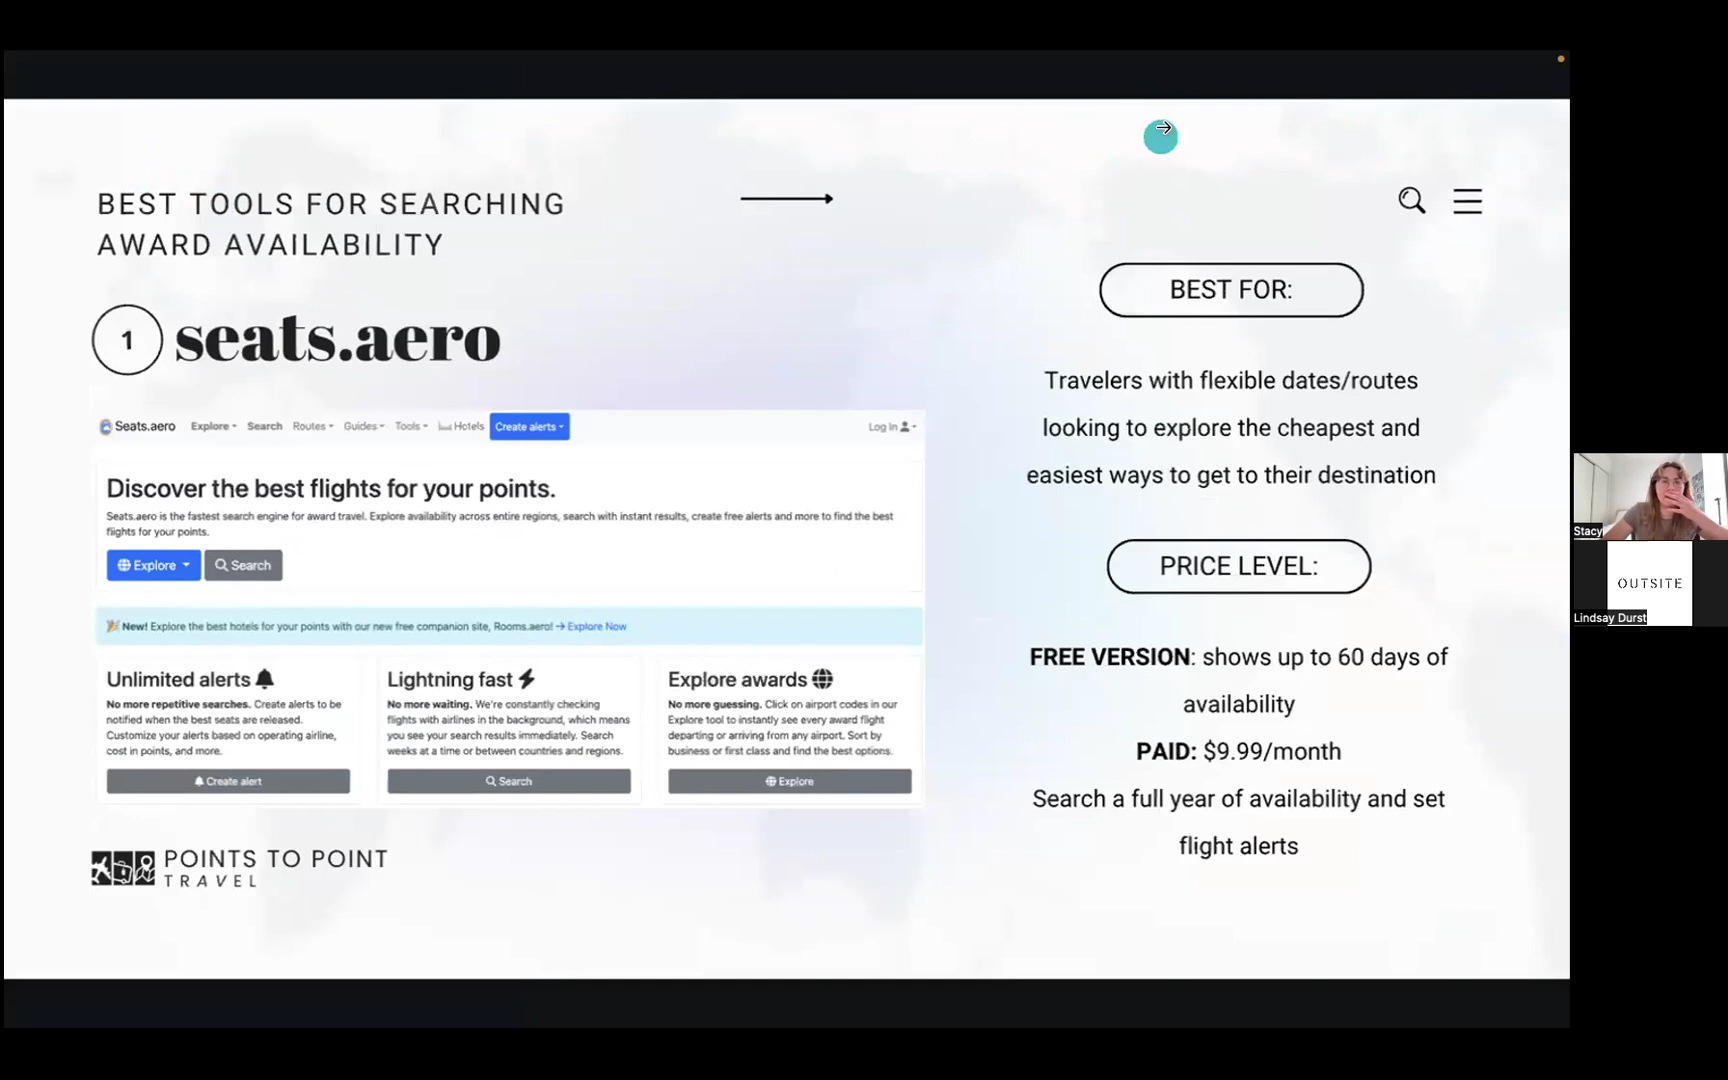 BEST TOOLS FOR SEARCHING
AWARD AVAILABILITY
1 seats.aero
Seats.aero Explore Search Routes Guides Tools Hotels Create alerts Log In
Discover the best flights for your points.
Seats.aero is the fastest search engine for award travel. Explore availability across entire regions, search with instant results, create free alerts and more to find the best
flights for your points.
Explore Search
New! Explore the best hotels for your points with our new free companion site, Rooms.aero! → Explore Now
Unlimited alerts
No more repetitive searches. Create alerts to be
notified when the best seats are released.
Customize your alerts based on operating airline,
cost in points, and more.
Create alert
Lightning fast
No more waiting. We're constantly checking
flights with airlines in the background, which means
you see your search results immediately. Search
weeks at a time or between countries and regions.
Search
Explore awards
No more guessing. Click on airport codes in our
Explore tool to instantly see every award flight
departing or arriving from any airport. Sort by
business or first class and find the best options.
Explore
POINTS TO POINT
TRAVEL
BEST FOR:
Travelers with flexible dates/routes
looking to explore the cheapest and
easiest ways to get to their destination
PRICE LEVEL:
FREE VERSION: shows up to 60 days of
availability
PAID: $9.99/month
Search a full year of availability and set
flight alerts
Stacy
OUTSITE
Lindsay Durst